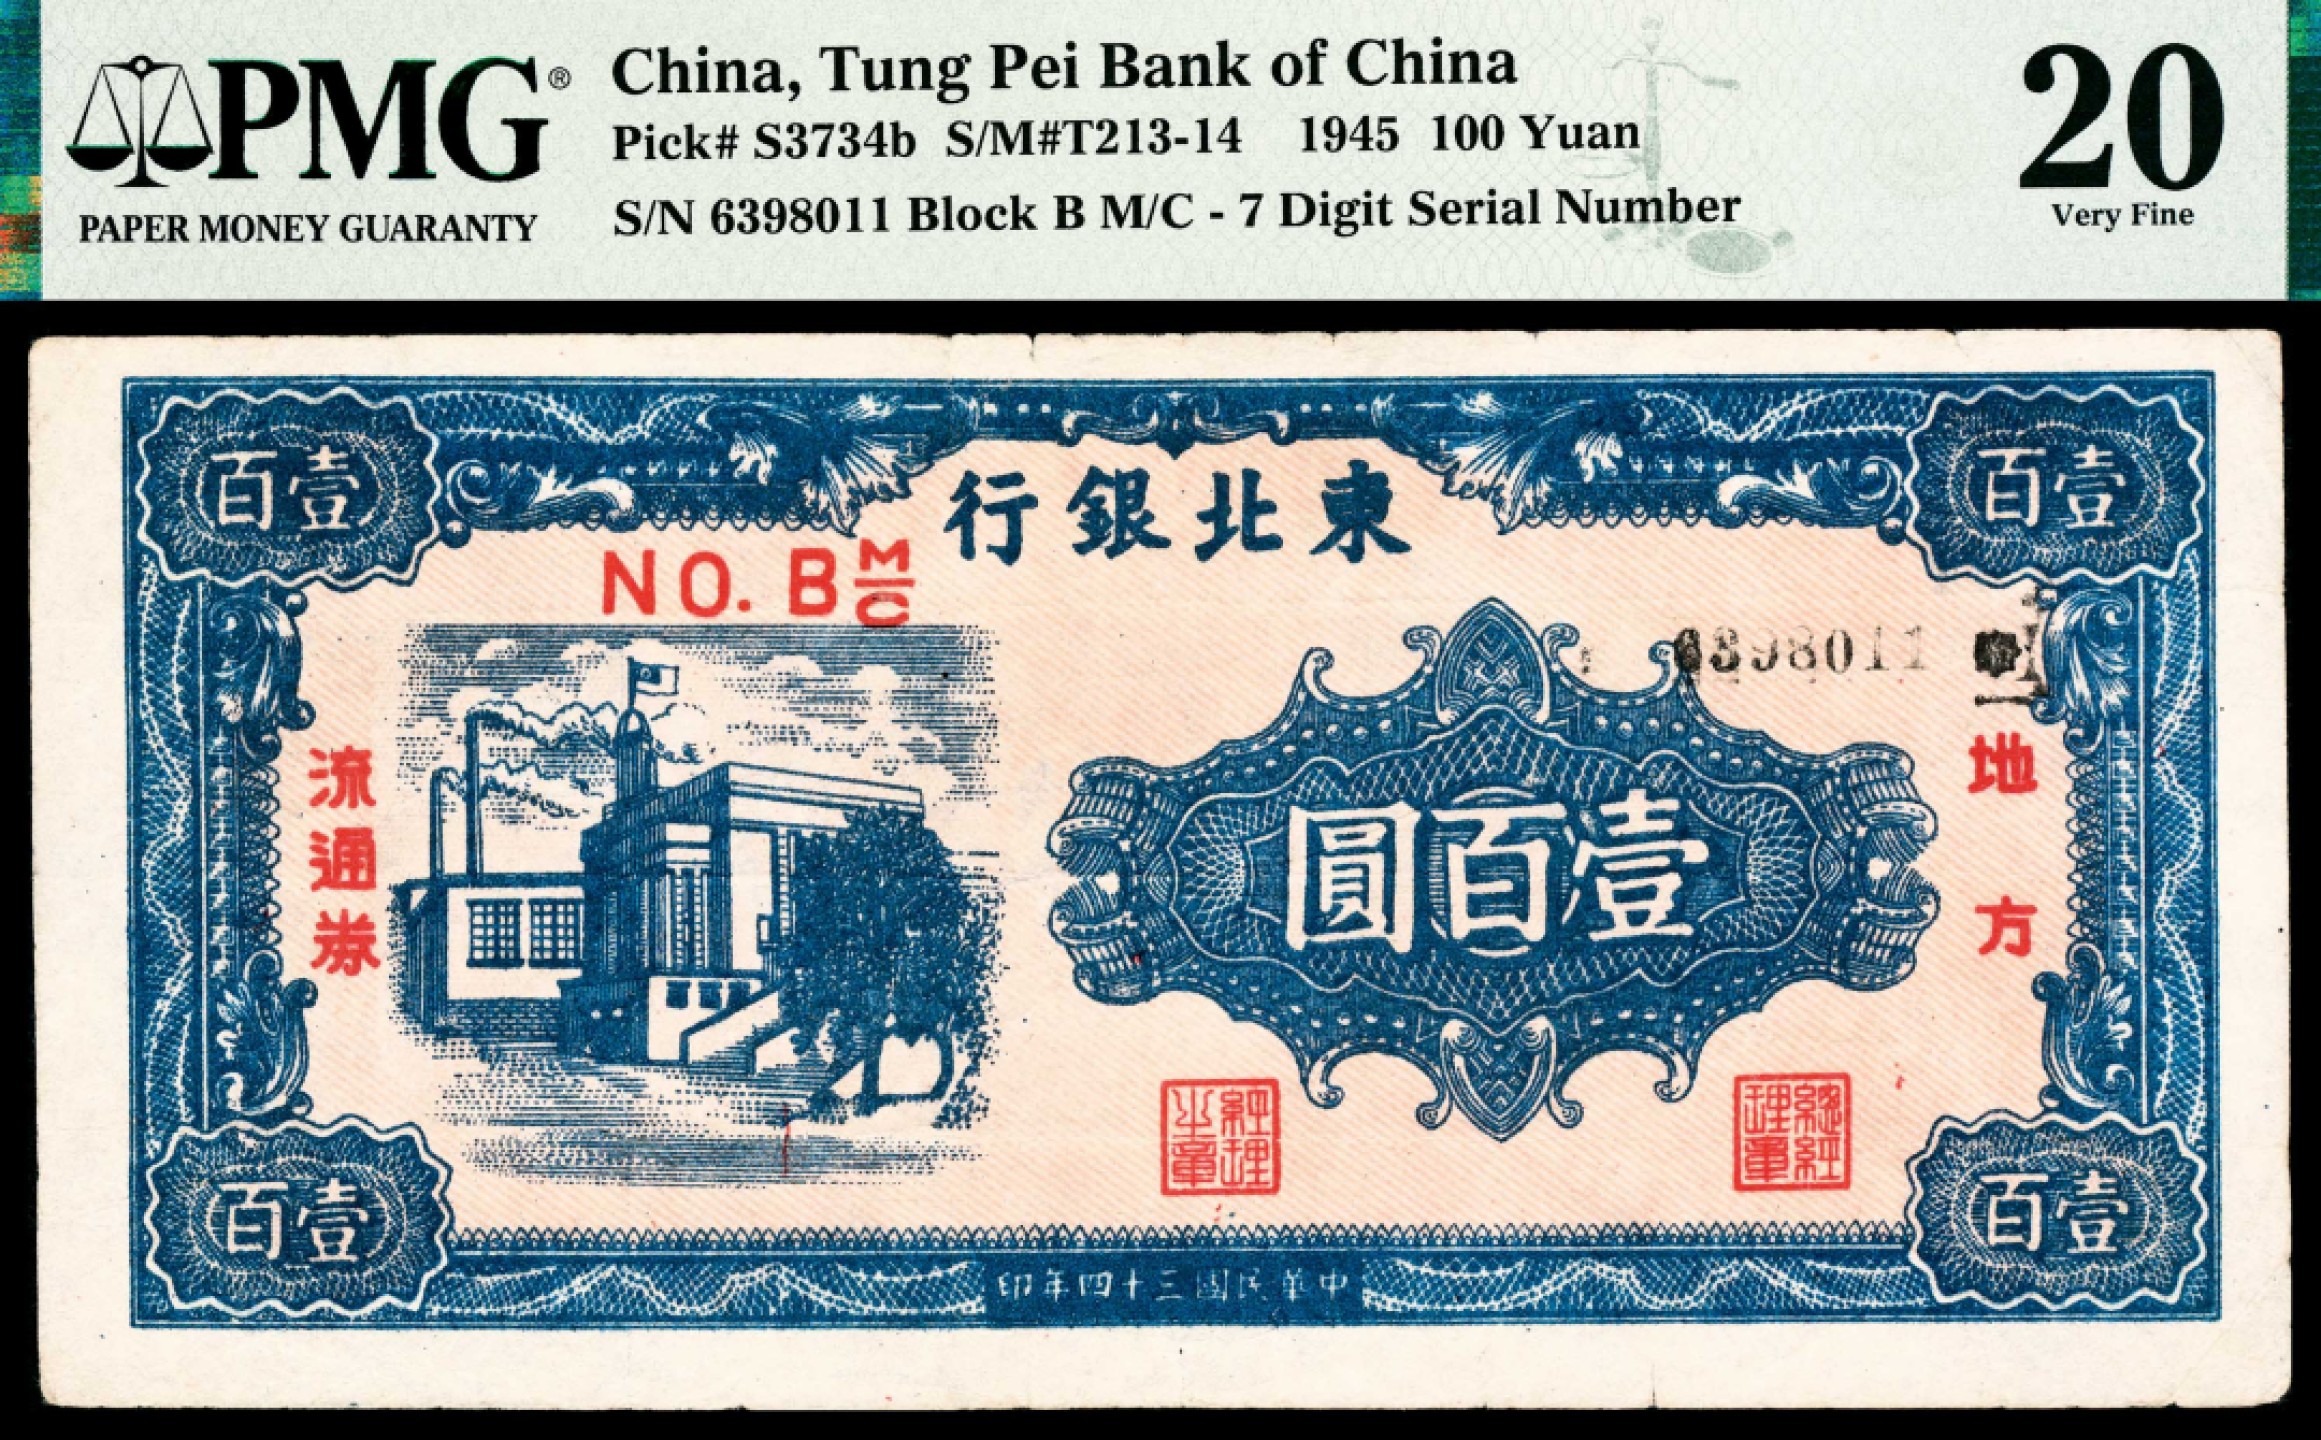 PMG®
PAPER MONEY GUARANTY
China, Tung Pei Bank of China
Pick# S3734b S/M#T213-14 1945 100 Yuan
S/N 6398011 Block B M/C - 7 Digit Serial Number
20
Very Fine
壹百
壹百
東北銀行
NO. B M/C
6398011
流通券
地方
壹百圓
經理之章
總經理章
壹百
壹百
中華民國三十四年印